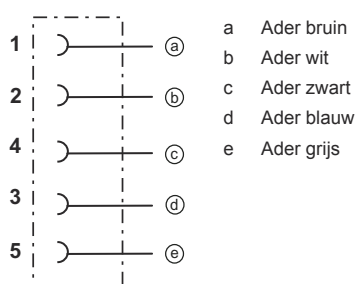 1 ⓐ
2 ⓑ
4 ⓒ
3 ⓓ
5 ⓔ
a Ader bruin
b Ader wit
c Ader zwart
d Ader blauw
e Ader grijs